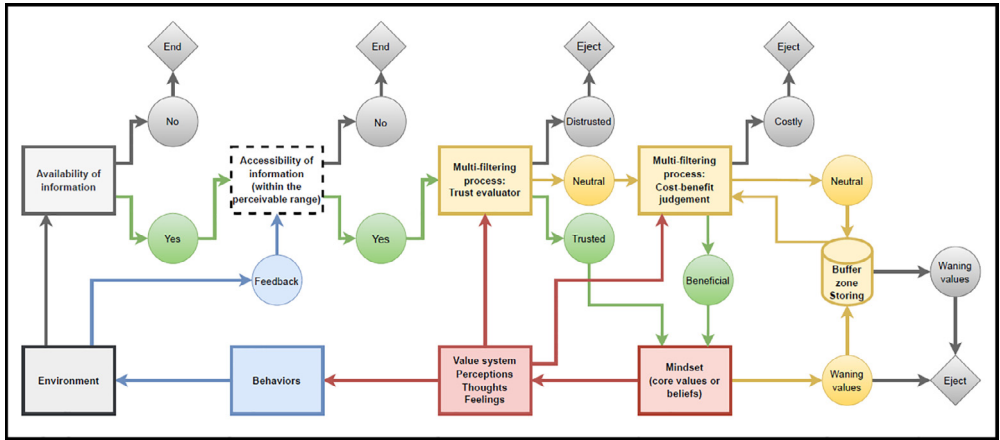 End
End
Eject
Eject
No
No
Distrusted
Costly
Availability of
information
Accessibility of
information
(within the
perceivable range)
Multi-filtering
process:
Trust evaluator
Neutral
Multi-filtering
process:
Cost-benefit
judgement
Neutral
Yes
Yes
Trusted
Feedback
Beneficial
Buffer
zone
Storing
Waning
values
Environment
Behaviors
Value system
Perceptions
Thoughts
Feelings
Mindset
(core values or
beliefs)
Waning
values
Eject